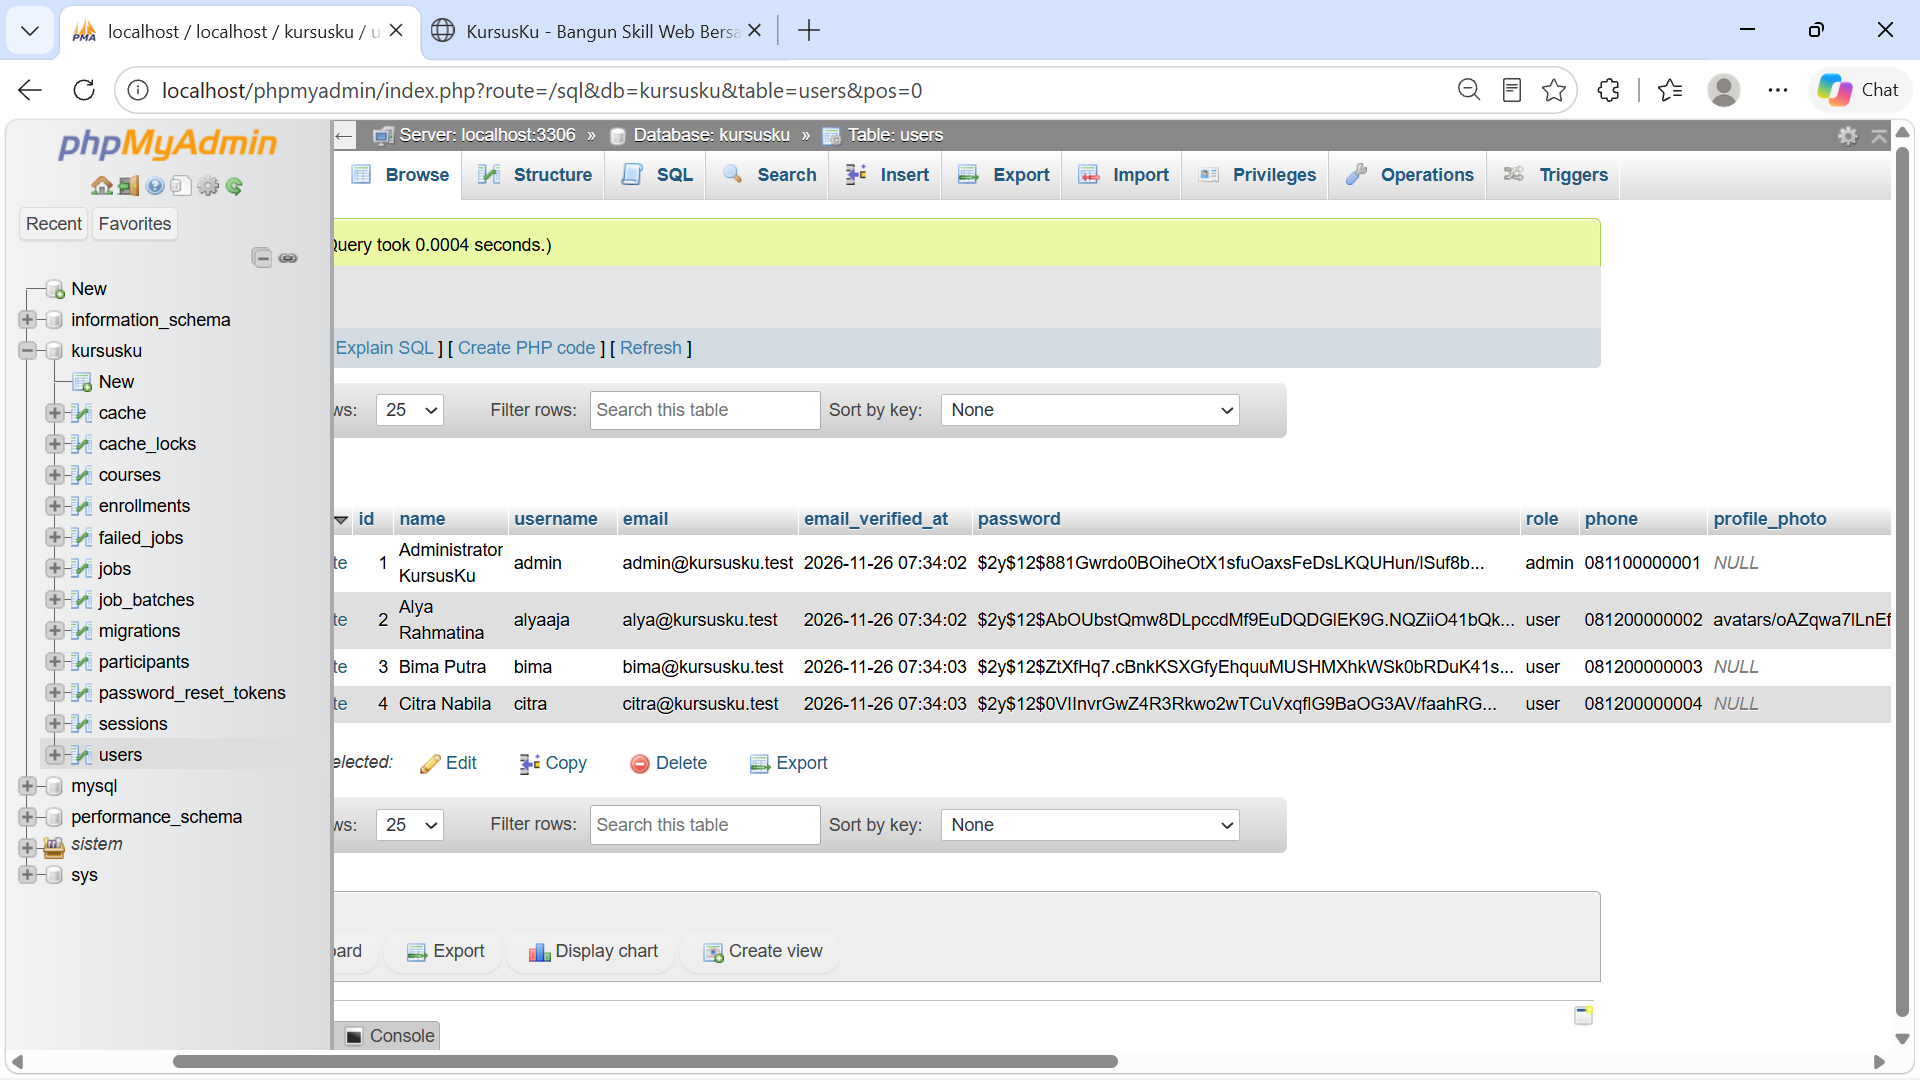 localhost / localhost / kursusku / u
KursusKu - Bangun Skill Web Bersa
localhost/phpmyadmin/index.php?route=/sql&db=kursusku&table=users&pos=0
Chat
phpMyAdmin
Recent
Favorites
New
information_schema
kursusku
New
cache
cache_locks
courses
enrollments
failed_jobs
jobs
job_batches
migrations
participants
password_reset_tokens
sessions
users
mysql
performance_schema
sistem
sys
Server: localhost:3306 » Database: kursusku » Table: users
Browse Structure SQL Search Insert Export Import Privileges Operations Triggers
Query took 0.0004 seconds.)
Explain SQL ] [ Create PHP code ] [ Refresh ]
ws: 25 Filter rows: Search this table Sort by key: None
id name username email email_verified_at password role phone profile_photo
te 1 Administrator KursusKu admin admin@kursusku.test 2026-11-26 07:34:02 $2y$12$881Gwrdo0BOiheOtX1sfuOaxsFeDsLKQUHun/lSuf8b... admin 081100000001 NULL
te 2 Alya Rahmatina alyaaja alya@kursusku.test 2026-11-26 07:34:02 $2y$12$AbOUbstQmw8DLpccdMf9EuDQDGlEK9G.NQZiiO41bQk... user 081200000002 avatars/oAZqwa7lLnEf
te 3 Bima Putra bima bima@kursusku.test 2026-11-26 07:34:03 $2y$12$ZtXfHq7.cBnkKSXGfyEhquuMUSHMXhkWSk0bRDuK41s... user 081200000003 NULL
te 4 Citra Nabila citra citra@kursusku.test 2026-11-26 07:34:03 $2y$12$0VIInvrGwZ4R3Rkwo2wTCuVxqflG9BaOG3AV/faahRG... user 081200000004 NULL
elected: Edit Copy Delete Export
ws: 25 Filter rows: Search this table Sort by key: None
oard Export Display chart Create view
Console